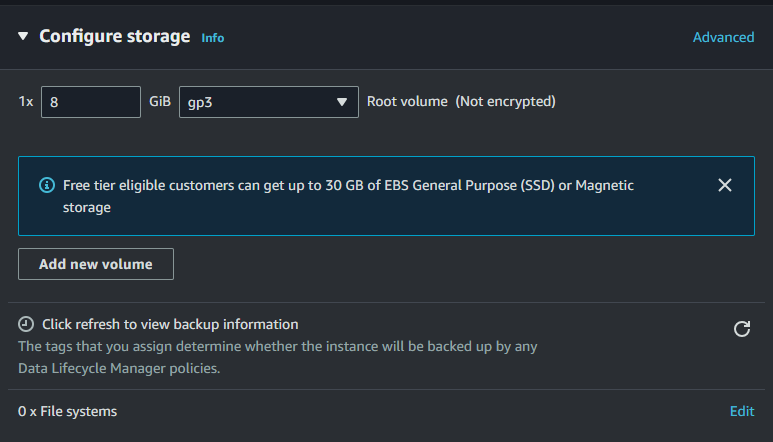 Configure storage Info Advanced
1x 8 GiB gp3 Root volume (Not encrypted)
Free tier eligible customers can get up to 30 GB of EBS General Purpose (SSD) or Magnetic
storage
Add new volume
Click refresh to view backup information
The tags that you assign determine whether the instance will be backed up by any
Data Lifecycle Manager policies.
0 x File systems Edit